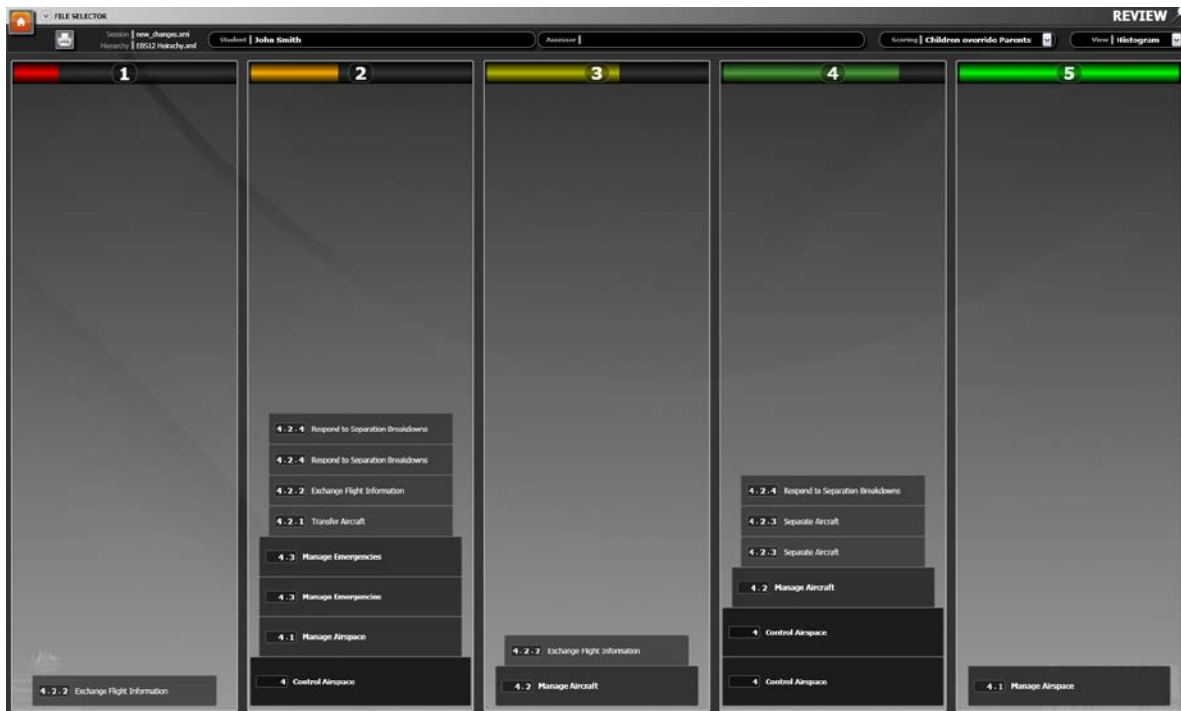 FILE SELECTOR
REVIEW
Session new_changes.xml
Hierarchy EBS12 Heirachy.xml
Student John Smith
Assessor
Scoring Children override Parents
View Histogram
1
2
3
4
5
4.2.2 Exchange Flight Information
4.2.4 Respond to Separation Breakdowns
4.2.4 Respond to Separation Breakdowns
4.2.2 Exchange Flight Information
4.2.1 Transfer Aircraft
4.3 Manage Emergencies
4.3 Manage Emergencies
4.1 Manage Airspace
4 Control Airspace
4.2.2 Exchange Flight Information
4.2 Manage Aircraft
4.2.4 Respond to Separation Breakdowns
4.2.3 Separate Aircraft
4.2.3 Separate Aircraft
4.2 Manage Aircraft
4 Control Airspace
4 Control Airspace
4.1 Manage Airspace